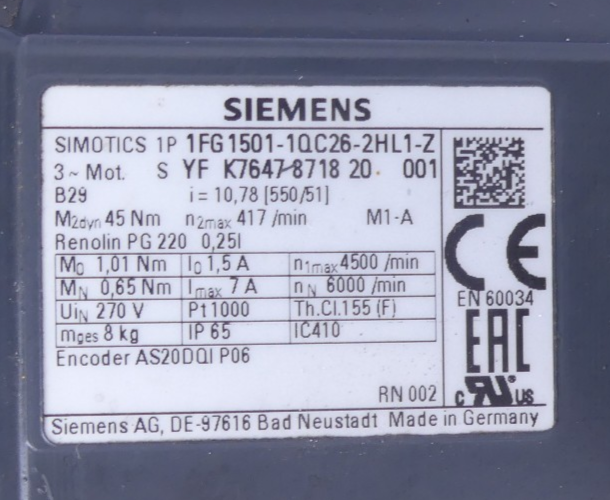 SIEMENS
SIMOTICS 1P 1FG1501-1QC26-2HL1-Z
3 ~ Mot. S YF K7647-8718 20 001
B29 i = 10,78 [550/51]
M2dyn 45 Nm n2max 417 /min M1-A
Renolin PG 220 0,25l
M0 1,01 Nm I0 1,5 A n1max 4500 /min
MN 0,65 Nm Imax 7 A nN 6000 /min
UiN 270 V Pt1000 Th.Cl.155 (F)
mges 8 kg IP 65 IC410
Encoder AS20DQI P06
CE
EN 60034
EAC
c RU US
RN 002
Siemens AG, DE-97616 Bad Neustadt Made in Germany